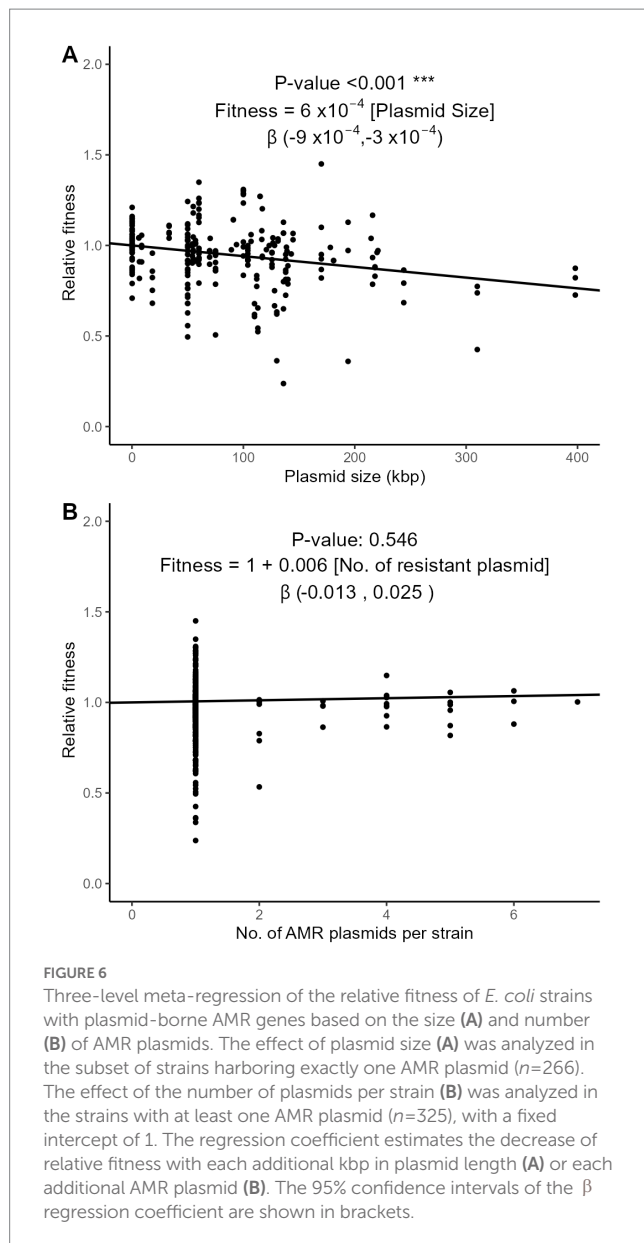 A
P-value <0.001 ***
Fitness = 6 x10⁻⁴ [Plasmid Size]
β (-9 x10⁻⁴,-3 x10⁻⁴)
2.0
1.5
1.0
0.5
0.0
Relative fitness
0 100 200 300 400
Plasmid size (kbp)
B
P-value: 0.546
Fitness = 1 + 0.006 [No. of resistant plasmid]
β (-0.013 , 0.025 )
2.0
1.5
1.0
0.5
0.0
Relative fitness
0 2 4 6
No. of AMR plasmids per strain
FIGURE 6
Three-level meta-regression of the relative fitness of E. coli strains
with plasmid-borne AMR genes based on the size (A) and number
(B) of AMR plasmids. The effect of plasmid size (A) was analyzed in
the subset of strains harboring exactly one AMR plasmid (n=266).
The effect of the number of plasmids per strain (B) was analyzed in
the strains with at least one AMR plasmid (n=325), with a fixed
intercept of 1. The regression coefficient estimates the decrease of
relative fitness with each additional kbp in plasmid length (A) or each
additional AMR plasmid (B). The 95% confidence intervals of the β
regression coefficient are shown in brackets.